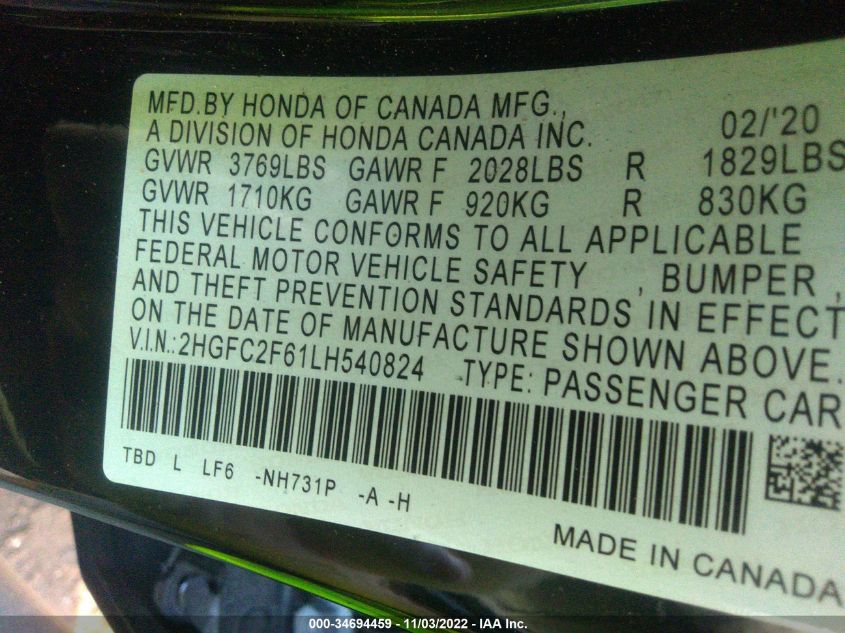 MFD.BY HONDA OF CANADA MFG.,
A DIVISION OF HONDA CANADA INC. 02/'20
GVWR 3769LBS GAWR F 2028LBS R 1829LBS
GVWR 1710KG GAWR F 920KG R 830KG
THIS VEHICLE CONFORMS TO ALL APPLICABLE
FEDERAL MOTOR VEHICLE SAFETY , BUMPER ,
AND THEFT PREVENTION STANDARDS IN EFFECT
ON THE DATE OF MANUFACTURE SHOWN ABOVE.
V.I.N.:2HGFC2F61LH540824 TYPE: PASSENGER CAR
TBD L LF6 -NH731P -A -H
MADE IN CANADA
000-34694459 - 11/03/2022 - IAA Inc.